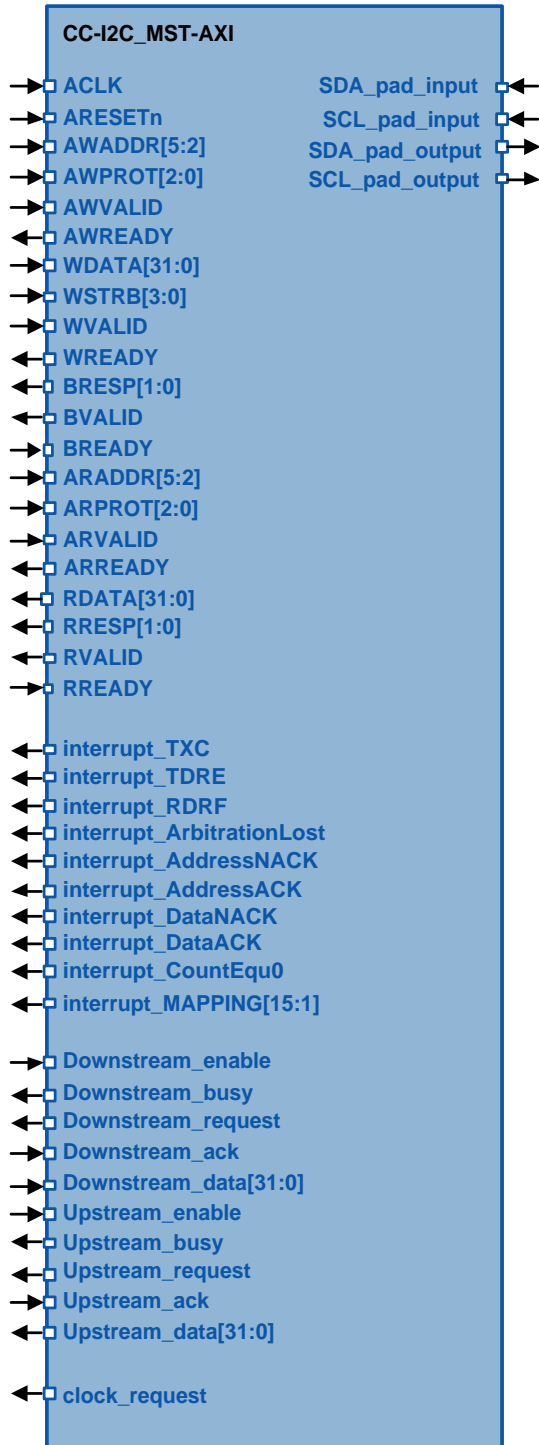 CC-I2C_MST-AXI
ACLK SDA_pad_input
ARESETn SCL_pad_input
AWADDR[5:2] SDA_pad_output
AWPROT[2:0] SCL_pad_output
AWVALID
AWREADY
WDATA[31:0]
WSTRB[3:0]
WVALID
WREADY
BRESP[1:0]
BVALID
BREADY
ARADDR[5:2]
ARPROT[2:0]
ARVALID
ARREADY
RDATA[31:0]
RRESP[1:0]
RVALID
RREADY
interrupt_TXC
interrupt_TDRE
interrupt_RDRF
interrupt_ArbitrationLost
interrupt_AddressNACK
interrupt_AddressACK
interrupt_DataNACK
interrupt_DataACK
interrupt_CountEqu0
interrupt_MAPPING[15:1]
Downstream_enable
Downstream_busy
Downstream_request
Downstream_ack
Downstream_data[31:0]
Upstream_enable
Upstream_busy
Upstream_request
Upstream_ack
Upstream_data[31:0]
clock_request